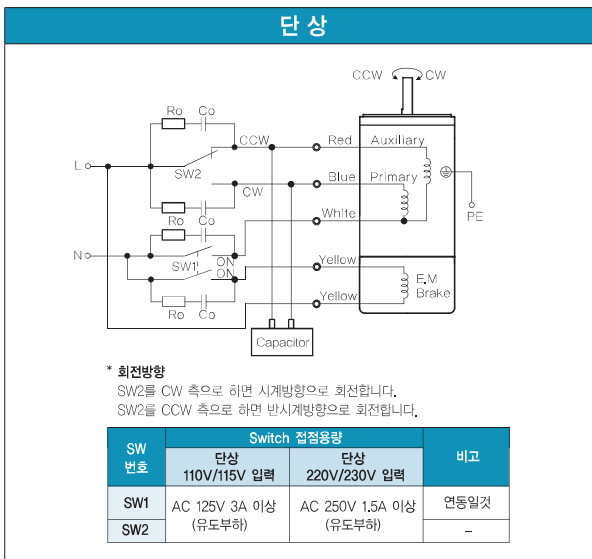 단 상
CCW CW
Ro Co
CCW Red Auxiliary
L
SW2
Blue Primary
CW
PE
Ro Co
White
Ro Co
N
SW1 ON
ON
Yellow
E.M
Brake
Yellow
Ro Co
Capacitor
* 회전방향
SW2를 CW 측으로 하면 시계방향으로 회전합니다.
SW2를 CCW 측으로 하면 반시계방향으로 회전합니다.
SW
번호
Switch 접점용량
비고
단상
110V/115V 입력
단상
220V/230V 입력
SW1
AC 125V 3A 이상
(유도부하)
AC 250V 1.5A 이상
(유도부하)
연동일것
SW2
–